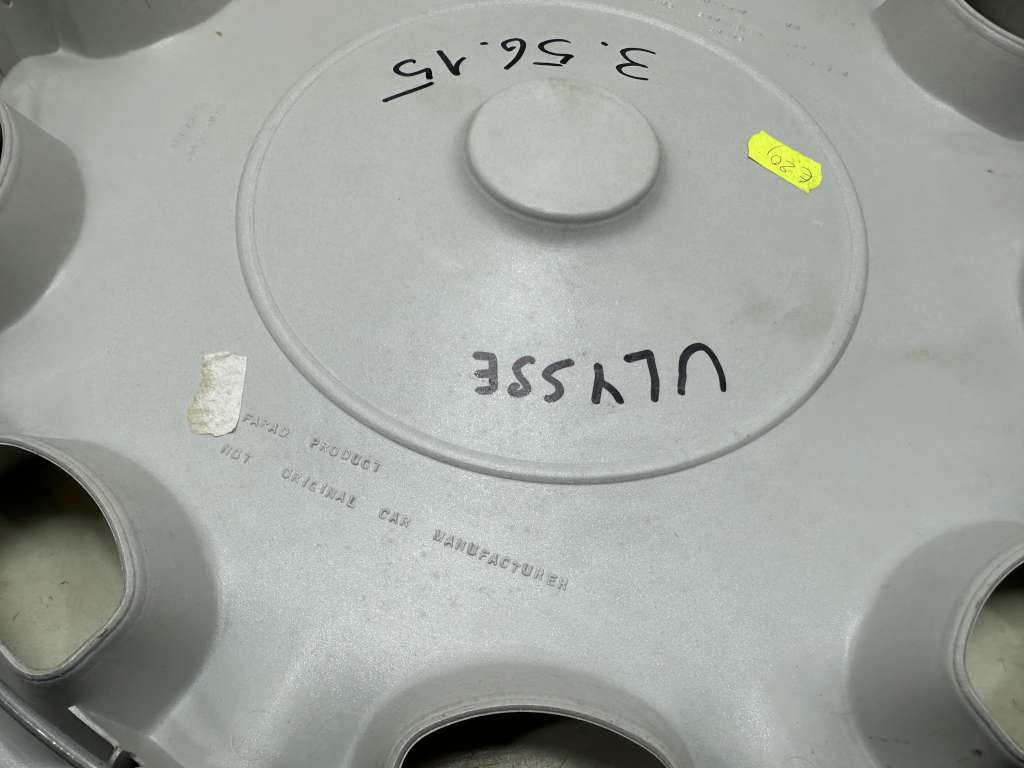 3.56.15
€.20,
ULYSSE
FARAD PRODUCT
NOT ORIGINAL CAR MANUFACTURER